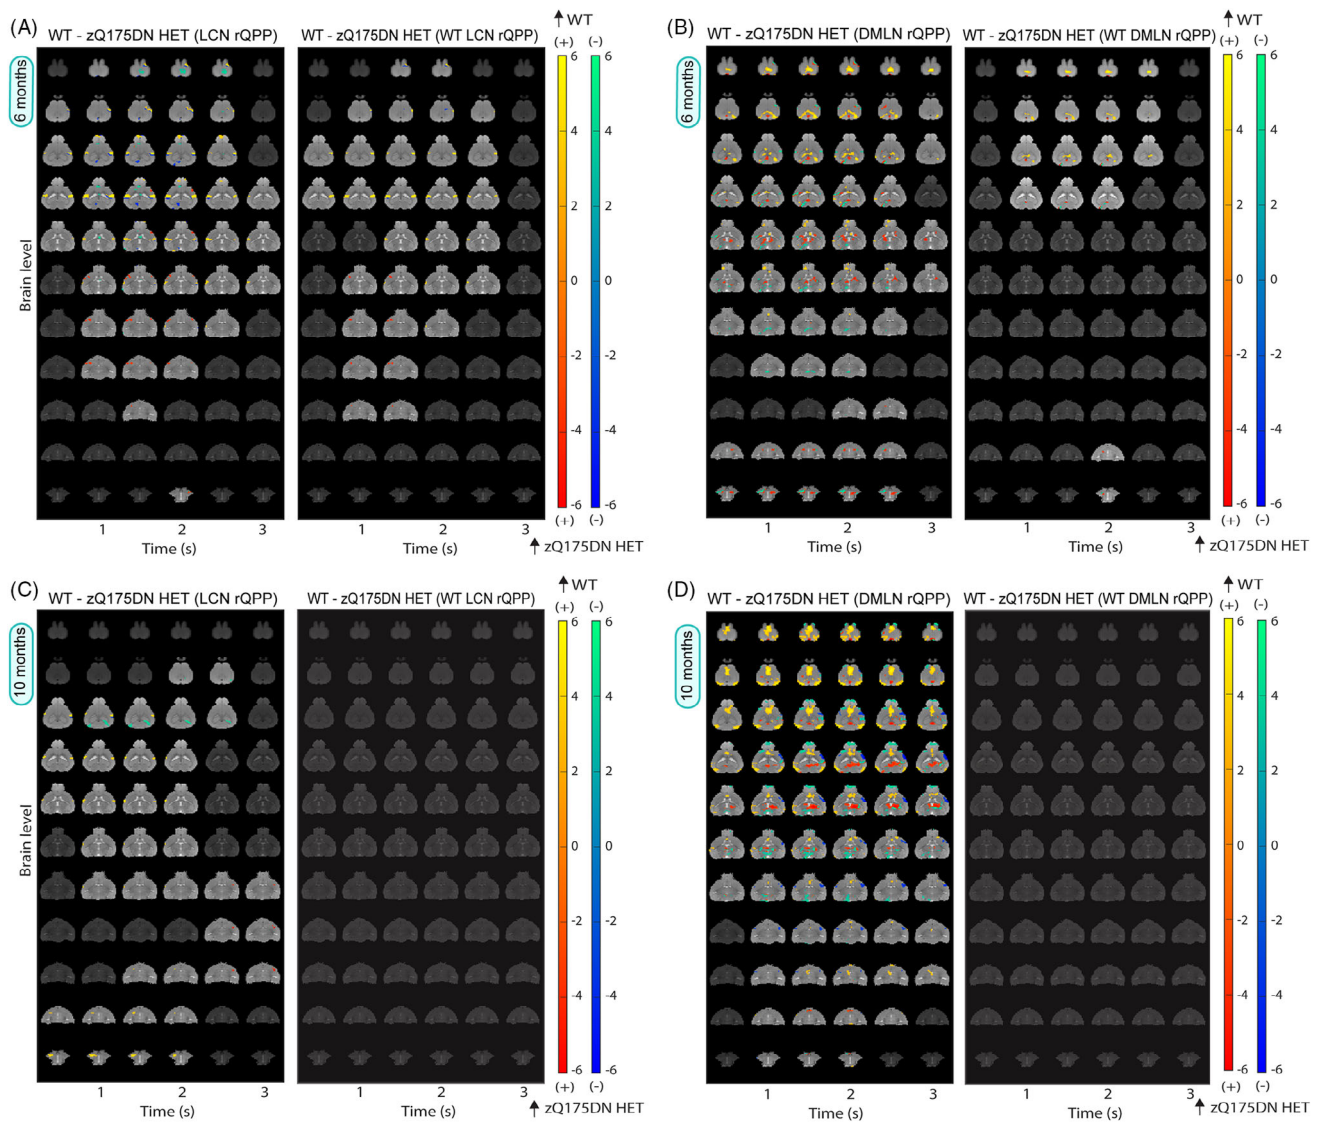 (A)
WT - zQ175DN HET (LCN rQPP)
WT - zQ175DN HET (WT LCN rQPP)
↑ WT
(+) (-)
6 months
Brain level
6 6
4 4
2 2
0 0
-2 -2
-4 -4
-6 -6
(+) (-)
1 2 3
1 2 3
Time (s)
Time (s)
↑ zQ175DN HET
(B)
WT - zQ175DN HET (DMLN rQPP)
WT - zQ175DN HET (WT DMLN rQPP)
↑ WT
(+) (-)
6 months
6 6
4 4
2 2
0 0
-2 -2
-4 -4
-6 -6
(+) (-)
1 2 3
1 2 3
Time (s)
Time (s)
↑ zQ175DN HET
(C)
WT - zQ175DN HET (LCN rQPP)
WT - zQ175DN HET (WT LCN rQPP)
↑ WT
(+) (-)
10 months
Brain level
6 6
4 4
2 2
0 0
-2 -2
-4 -4
-6 -6
(+) (-)
1 2 3
1 2 3
Time (s)
Time (s)
↑ zQ175DN HET
(D)
WT - zQ175DN HET (DMLN rQPP)
WT - zQ175DN HET (WT DMLN rQPP)
↑ WT
(+) (-)
10 months
6 6
4 4
2 2
0 0
-2 -2
-4 -4
-6 -6
(+) (-)
1 2 3
1 2 3
Time (s)
Time (s)
↑ zQ175DN HET